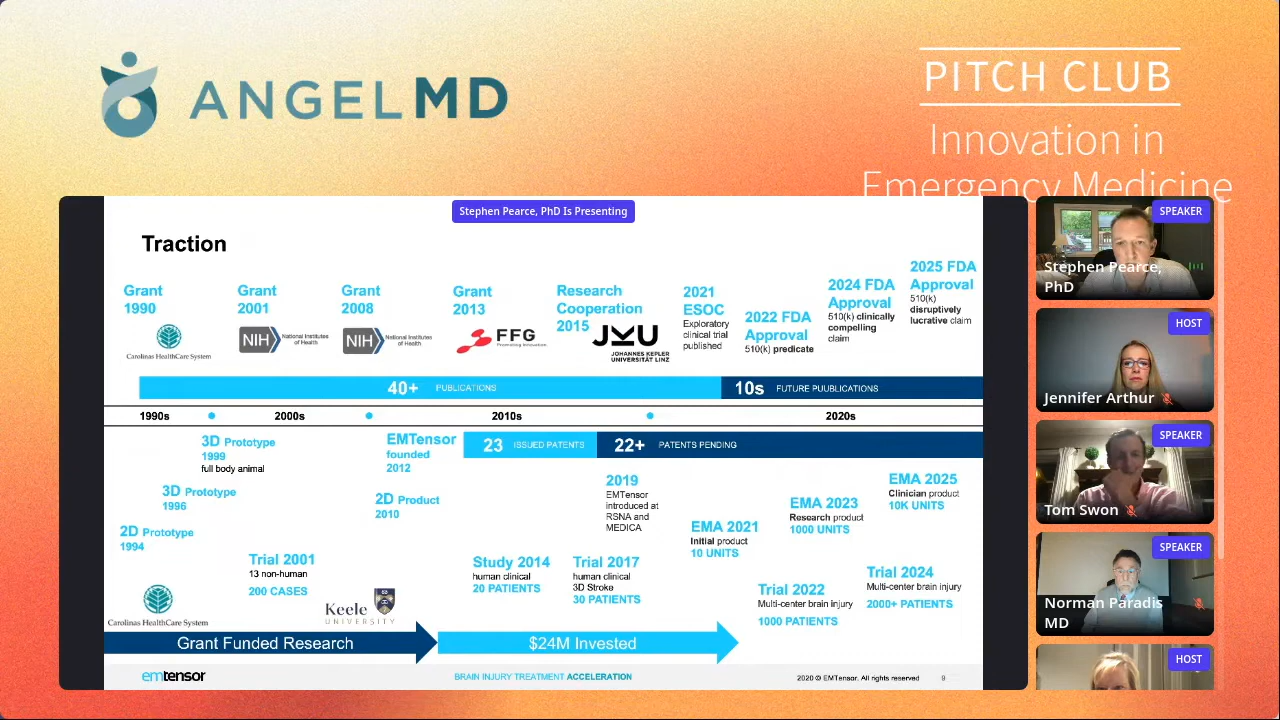 ANGELMD
PITCH CLUB
Innovation in
Emergency Medicine
Stephen Pearce, PhD Is Presenting
Traction
Grant
1990
Carolinas HealthCare System
Grant
2001
NIH
National Institutes
of Health
Grant
2008
NIH
National Institutes
of Health
Grant
2013
FFG
Promoting Innovation.
Research
Cooperation
2015
JKU
JOHANNES KEPLER
UNIVERSITÄT LINZ
2021
ESOC
Exploratory
clinical trial
published
2022 FDA
Approval
510(k) predicate
2024 FDA
Approval
510(k) clinically
compelling
claim
2025 FDA
Approval
510(k)
disruptively
lucrative claim
40+ PUBLICATIONS
10s FUTURE PUUBLICATIONS
1990s 2000s 2010s 2020s
3D Prototype
1999
full body animal
3D Prototype
1996
2D Prototype
1994
EMTensor
founded
2012
2D Product
2010
23 ISSUED PATENTS
22+ PATENTS PENDING
2019
EMTensor
introduced at
RSNA and
MEDICA
EMA 2021
Initial product
10 UNITS
EMA 2023
Research product
1000 UNITS
EMA 2025
Clinician product
10K UNITS
Trial 2001
13 non-human
200 CASES
Study 2014
human clinical
20 PATIENTS
Trial 2017
human clinical
3D Stroke
30 PATIENTS
Trial 2022
Multi-center brain injury
1000 PATIENTS
Trial 2024
Multi-center brain injury
2000+ PATIENTS
Carolinas HealthCare System
Keele
UNIVERSITY
Grant Funded Research
$24M Invested
emtensor
BRAIN INJURY TREATMENT ACCELERATION
2020 © EMTensor. All rights reserved
9
SPEAKER
Stephen Pearce,
PhD
HOST
Jennifer Arthur
SPEAKER
Tom Swon
SPEAKER
Norman Paradis
MD
HOST